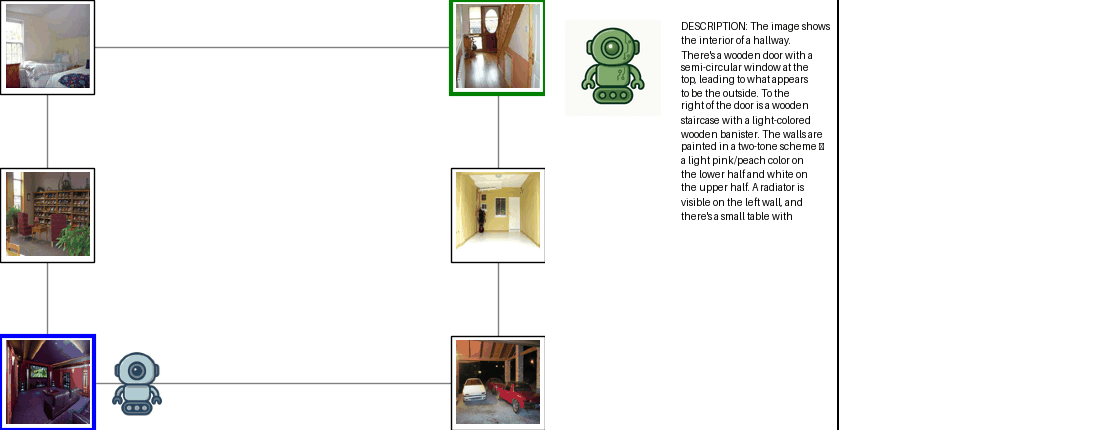 DESCRIPTION: The image shows
the interior of a hallway.
There's a wooden door with a
semi-circular window at the
top, leading to what appears
to be the outside. To the
right of the door is a wooden
staircase with a light-colored
wooden banister. The walls are
painted in a two-tone scheme
a light pink/peach color on
the lower half and white on
the upper half. A radiator is
visible on the left wall, and
there's a small table with